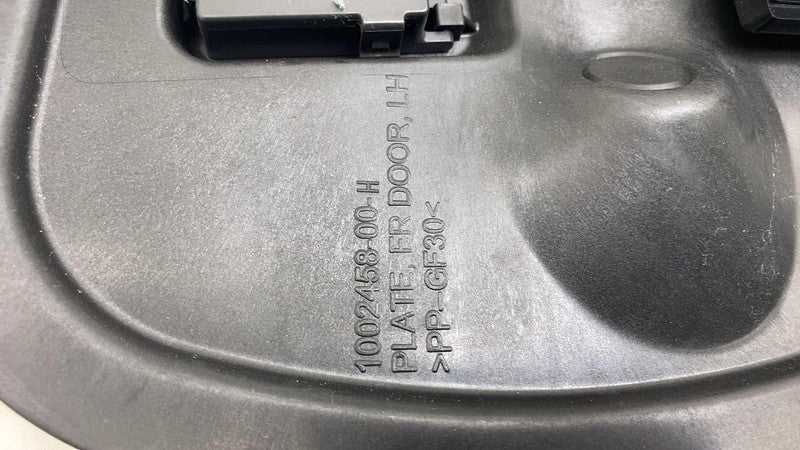 1002458-00-H
PLATE, FR DOOR, LH
>PP-GF30<